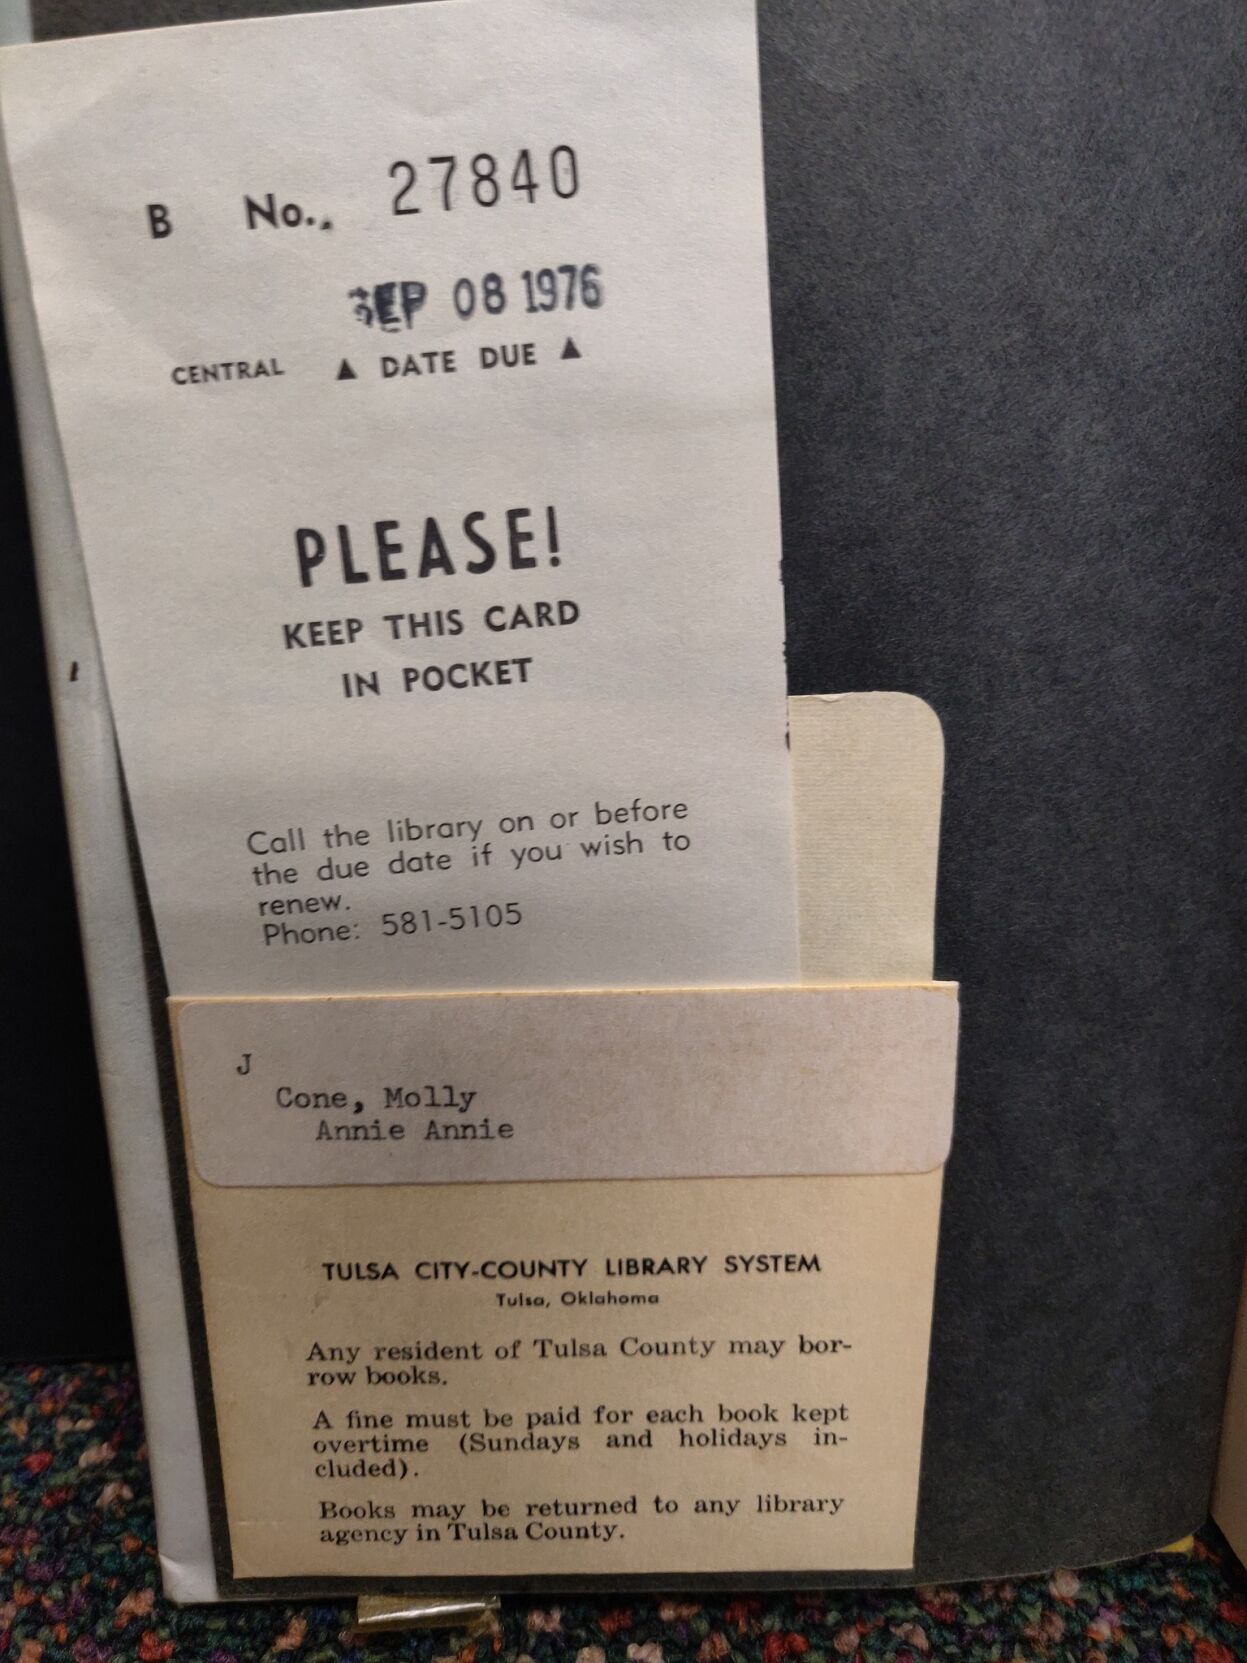 B No. 27840
SEP 08 1976
CENTRAL ▲ DATE DUE ▲
PLEASE!
KEEP THIS CARD
IN POCKET
Call the library on or before
the due date if you wish to
renew.
Phone: 581-5105
J
Cone, Molly
Annie Annie
TULSA CITY-COUNTY LIBRARY SYSTEM
Tulsa, Oklahoma
Any resident of Tulsa County may bor-
row books.
A fine must be paid for each book kept
overtime (Sundays and holidays in-
cluded).
Books may be returned to any library
agency in Tulsa County.